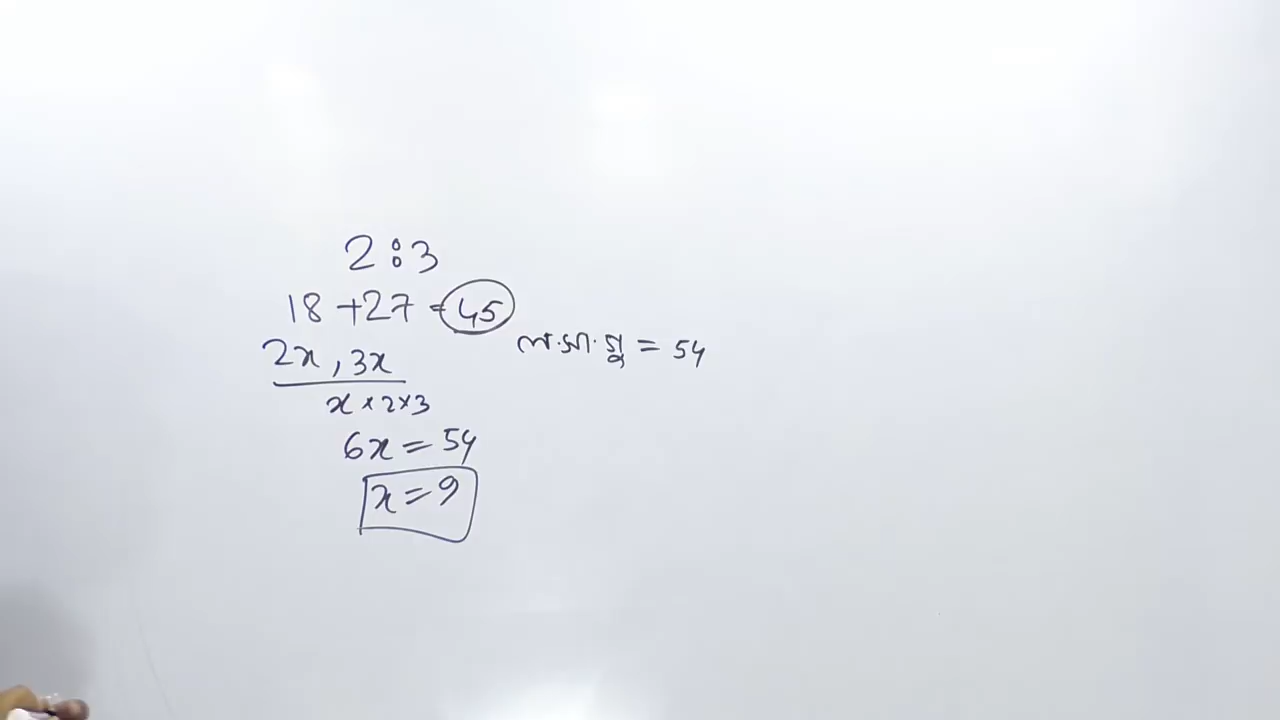 2:3
18+27=45
2x, 3x
ল.সা.গু = 54
x×2×3
6x=54
x=9